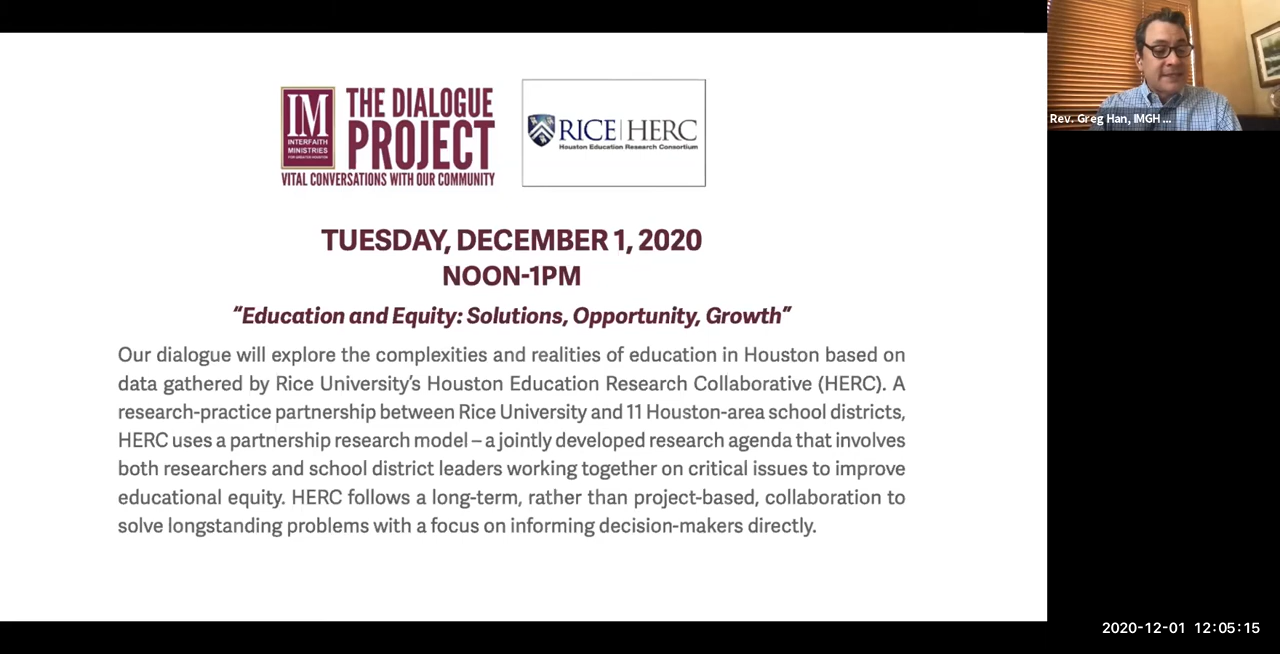 IM
INTERFAITH
MINISTRIES
FOR GREATER HOUSTON
THE DIALOGUE
PROJECT
VITAL CONVERSATIONS WITH OUR COMMUNITY
RICE | HERC
Houston Education Research Consortium
Rev. Greg Han, IMGH ...
TUESDAY, DECEMBER 1, 2020
NOON-1PM
“Education and Equity: Solutions, Opportunity, Growth”
Our dialogue will explore the complexities and realities of education in Houston based on
data gathered by Rice University’s Houston Education Research Collaborative (HERC). A
research-practice partnership between Rice University and 11 Houston-area school districts,
HERC uses a partnership research model – a jointly developed research agenda that involves
both researchers and school district leaders working together on critical issues to improve
educational equity. HERC follows a long-term, rather than project-based, collaboration to
solve longstanding problems with a focus on informing decision-makers directly.
2020-12-01 12:05:15